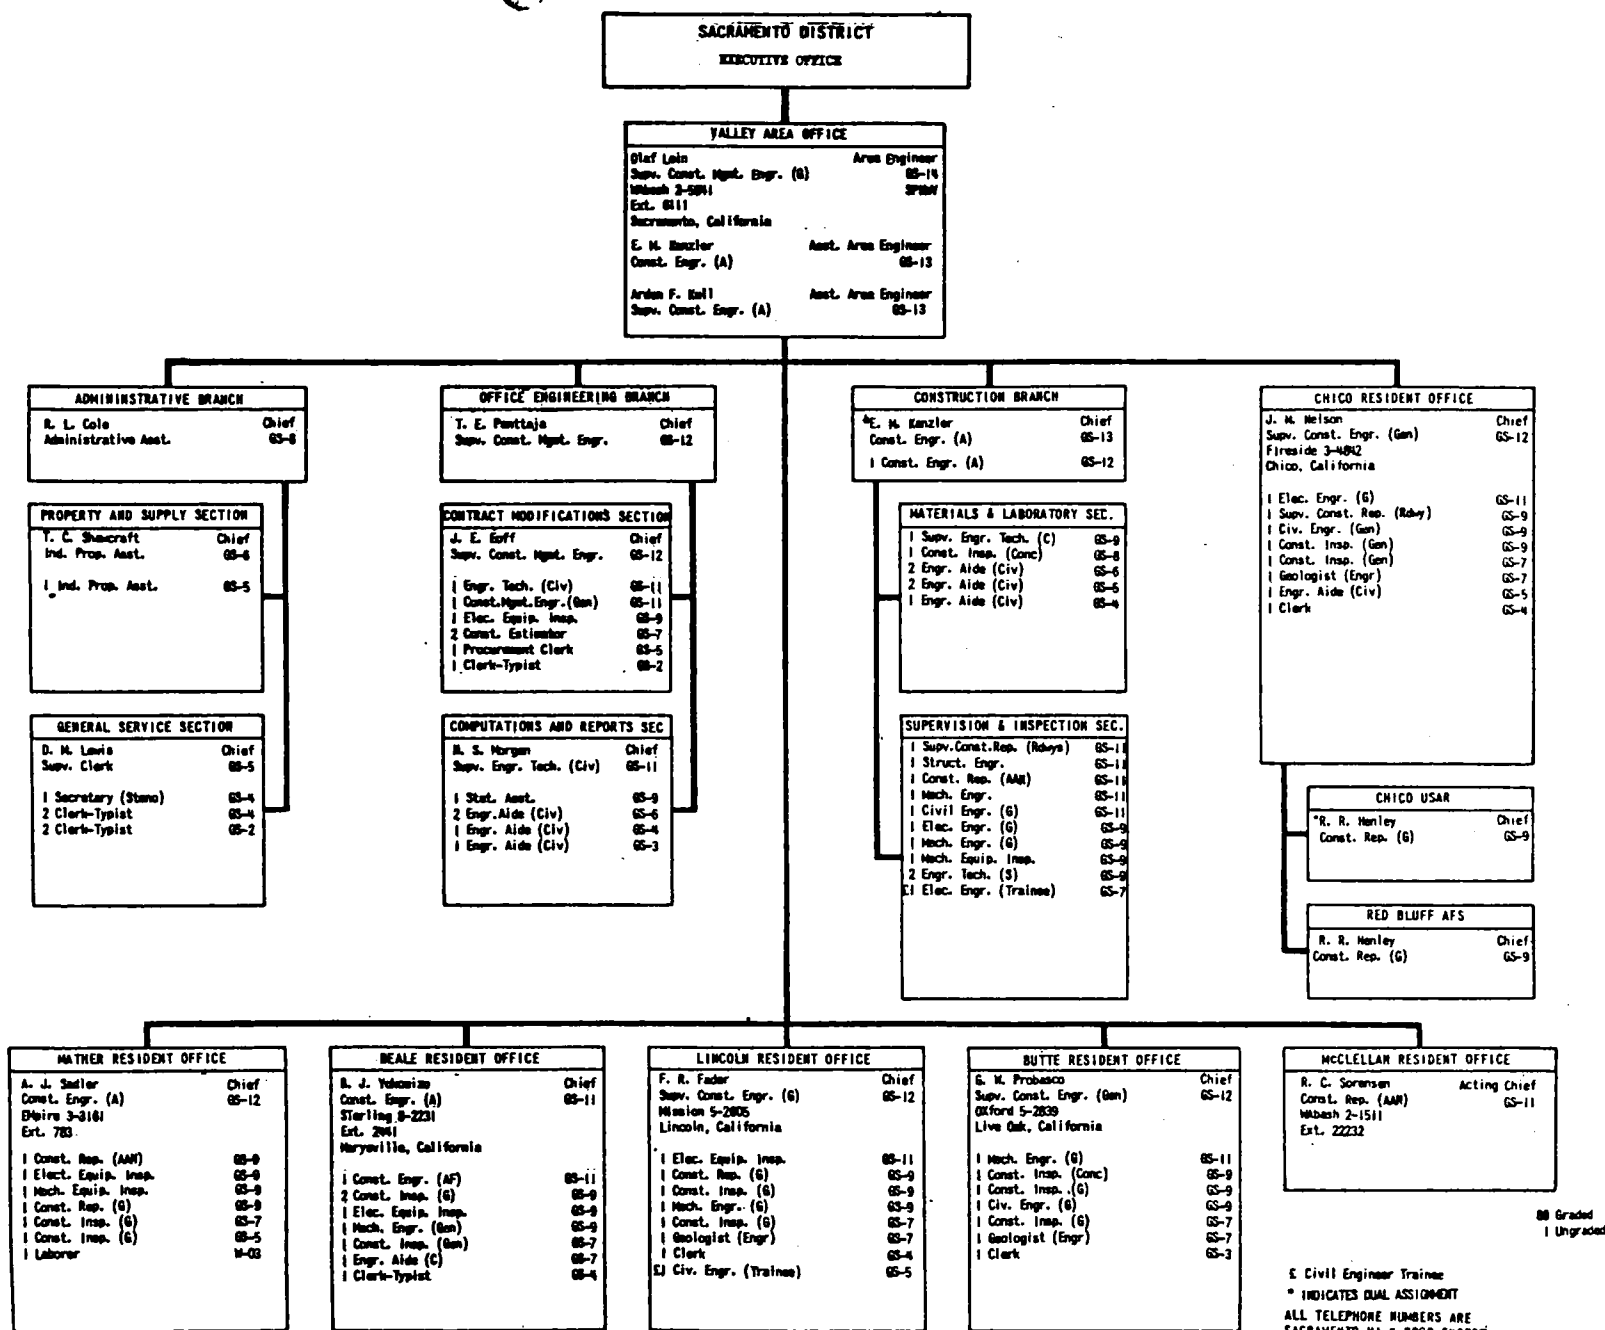 SACRAMENTO DISTRICT
EXECUTIVE OFFICE
VALLEY AREA OFFICE
Olaf Lein Area Engineer
Supv. Const. Mgmt. Engr. (G) GS-14
WAbash 2-5841
Ext. 6111
Sacramento, California
E. M. Kanzler Asst. Area Engineer
Const. Engr. (A) GS-13
Arden F. Asst. Area Engineer
Supv. Const. Engr. (A) GS-13
ADMININSTRATIVE BRANCH
R. L. Cole Chief
Administrative Asst. GS-8
PROPERTY AND SUPPLY SECTION
T. C. Shawcraft Chief
Ind. Prop. Asst. GS-6
1 Ind. Prop. Asst. GS-5
GENERAL SERVICE SECTION
D. M. Lewis Chief
Supv. Clerk GS-5
1 Secretary (Steno) GS-4
2 Clerk-Typist GS-4
2 Clerk-Typist GS-2
OFFICE ENGINEERING BRANCH
T. E. Penttaja Chief
Supv. Const. Mgmt. Engr. GS-12
CONTRACT MODIFICATIONS SECTION
J. E. Eoff Chief
Supv. Const. Mgmt. Engr. GS-12
1 Engr. Tech. (Civ) GS-11
1 Const.Mgmt.Engr.(Gen) GS-11
1 Elec. Equip. Insp. GS-9
2 Const. Estimator GS-7
1 Procurement Clerk GS-5
1 Clerk-Typist GS-2
COMPUTATIONS AND REPORTS SEC
S. Morgan Chief
Supv. Engr. Tech. (Civ) GS-11
1 Stat. Asst. GS-9
2 Engr.Aide (Civ) GS-6
1 Engr. Aide (Civ) GS-4
1 Engr. Aide (Civ) GS-3
CONSTRUCTION BRANCH
*E. M. Kanzler Chief
Const. Engr. (A) GS-13
1 Const. Engr. (A) GS-12
MATERIALS & LABORATORY SEC.
1 Supv. Engr. Tech. (C) GS-9
1 Const. Insp. (Conc) GS-8
2 Engr. Aide (Civ) GS-6
2 Engr. Aide (Civ) GS-5
1 Engr. Aide (Civ) GS-4
SUPERVISION & INSPECTION SEC.
1 Supv.Const.Rep. (Rdwys) GS-11
1 Struct. Engr. GS-11
1 Const. Rep. (AAN) GS-11
1 Mech. Engr. GS-11
1 Civil Engr. (G) GS-11
1 Elec. Engr. (G) GS-9
1 Mech. Engr. (G) GS-9
1 Mech. Equip. Insp. GS-9
2 Engr. Tech. (S) GS-9
£1 Elec. Engr. (Trainee) GS-7
CHICO RESIDENT OFFICE
J. M. Nelson Chief
Supv. Const. Engr. (Gen) GS-12
Fireside 3-4842
Chico, California
1 Elec. Engr. (G) GS-11
1 Supv. Const. Rep. (Rdwy) GS-9
1 Civ. Engr. (Gen) GS-9
1 Const. Insp. (Gen) GS-9
1 Const. Insp. (Gen) GS-7
1 Geologist (Engr) GS-7
1 Engr. Aide (Civ) GS-5
1 Clerk GS-4
CHICO USAR
*R. R. Henley Chief
Const. Rep. (G) GS-9
RED BLUFF AFS
R. R. Henley Chief
Const. Rep. (G) GS-9
MATHER RESIDENT OFFICE
A. J. Sadler Chief
Const. Engr. (A) GS-12
EMpire 3-3161
Ext. 783
1 Const. Rep. (AAN) GS-9
1 Elect. Equip. Insp. GS-9
1 Mech. Equip. Insp. GS-9
1 Const. Rep. (G) GS-9
1 Const. Insp. (G) GS-7
1 Const. Insp. (G) GS-5
1 Laborer W-03
BEALE RESIDENT OFFICE
B. J. Yokomizo Chief
Const. Engr. (A) GS-11
STerling 8-2231
Ext. 2441
Marysville, California
1 Const. Engr. (AF) GS-11
2 Const. Insp. (G) GS-9
1 Elec. Equip. Insp. GS-9
1 Mech. Engr. (Gen) GS-9
1 Const. Insp. (Gen) GS-7
1 Engr. Aide (C) GS-7
1 Clerk-Typist GS-4
LINCOLN RESIDENT OFFICE
F. R. Fader Chief
Supv. Const. Engr. (G) GS-12
Mission 5-2805
Lincoln, California
1 Elec. Equip. Insp. GS-11
1 Const. Rep. (G) GS-9
1 Const. Insp. (G) GS-9
1 Mech. Engr. (G) GS-9
1 Const. Insp. (G) GS-7
1 Geologist (Engr) GS-7
1 Clerk GS-4
£1 Civ. Engr. (Trainee) GS-5
BUTTE RESIDENT OFFICE
G. W. Probasco Chief
Supv. Const. Engr. (Gen) GS-12
OXford 5-2839
Live Oak, California
1 Mech. Engr. (G) GS-11
1 Const. Insp. (Conc) GS-9
1 Const. Insp. (G) GS-9
1 Civ. Engr. (G) GS-9
1 Const. Insp. (G) GS-7
1 Geologist (Engr) GS-7
1 Clerk GS-3
McCLELLAN RESIDENT OFFICE
R. C. Sorensen Acting Chief
Const. Rep. (AAN) GS-11
WAbash 2-1511
Ext. 22232
Graded
1 Ungraded
£ Civil Engineer Trainee
* INDICATES DUAL ASSIGNMENT
ALL TELEPHONE NUMBERS ARE